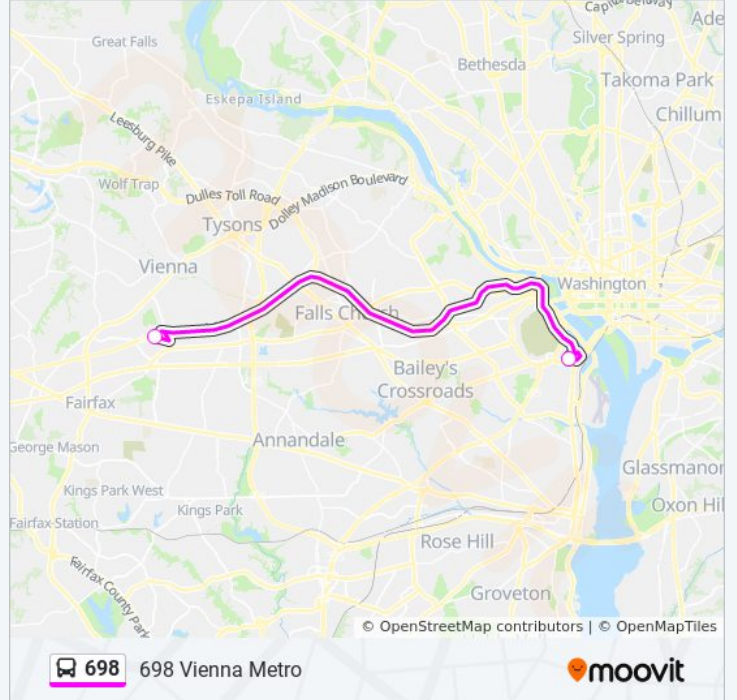 Capital Beltway
Ade
Great Falls
Silver Spring
Bethesda
Takoma Park
Eskepa Island
Chillum
Leesburg Pike
Wolf Trap
Dulles Toll Road
Dolley Madison Boulevard
Tysons
Vienna
Washington
Falls Church
Bailey's
Crossroads
Fairfax
Annandale
George Mason
Glassmanor
Kings Park West
Oxon Hil
Kings Park
Fairfax Station
Rose Hill
Fairfax County Park
Groveton
© OpenStreetMap contributors | © OpenMapTiles
698 698 Vienna Metro
moovit